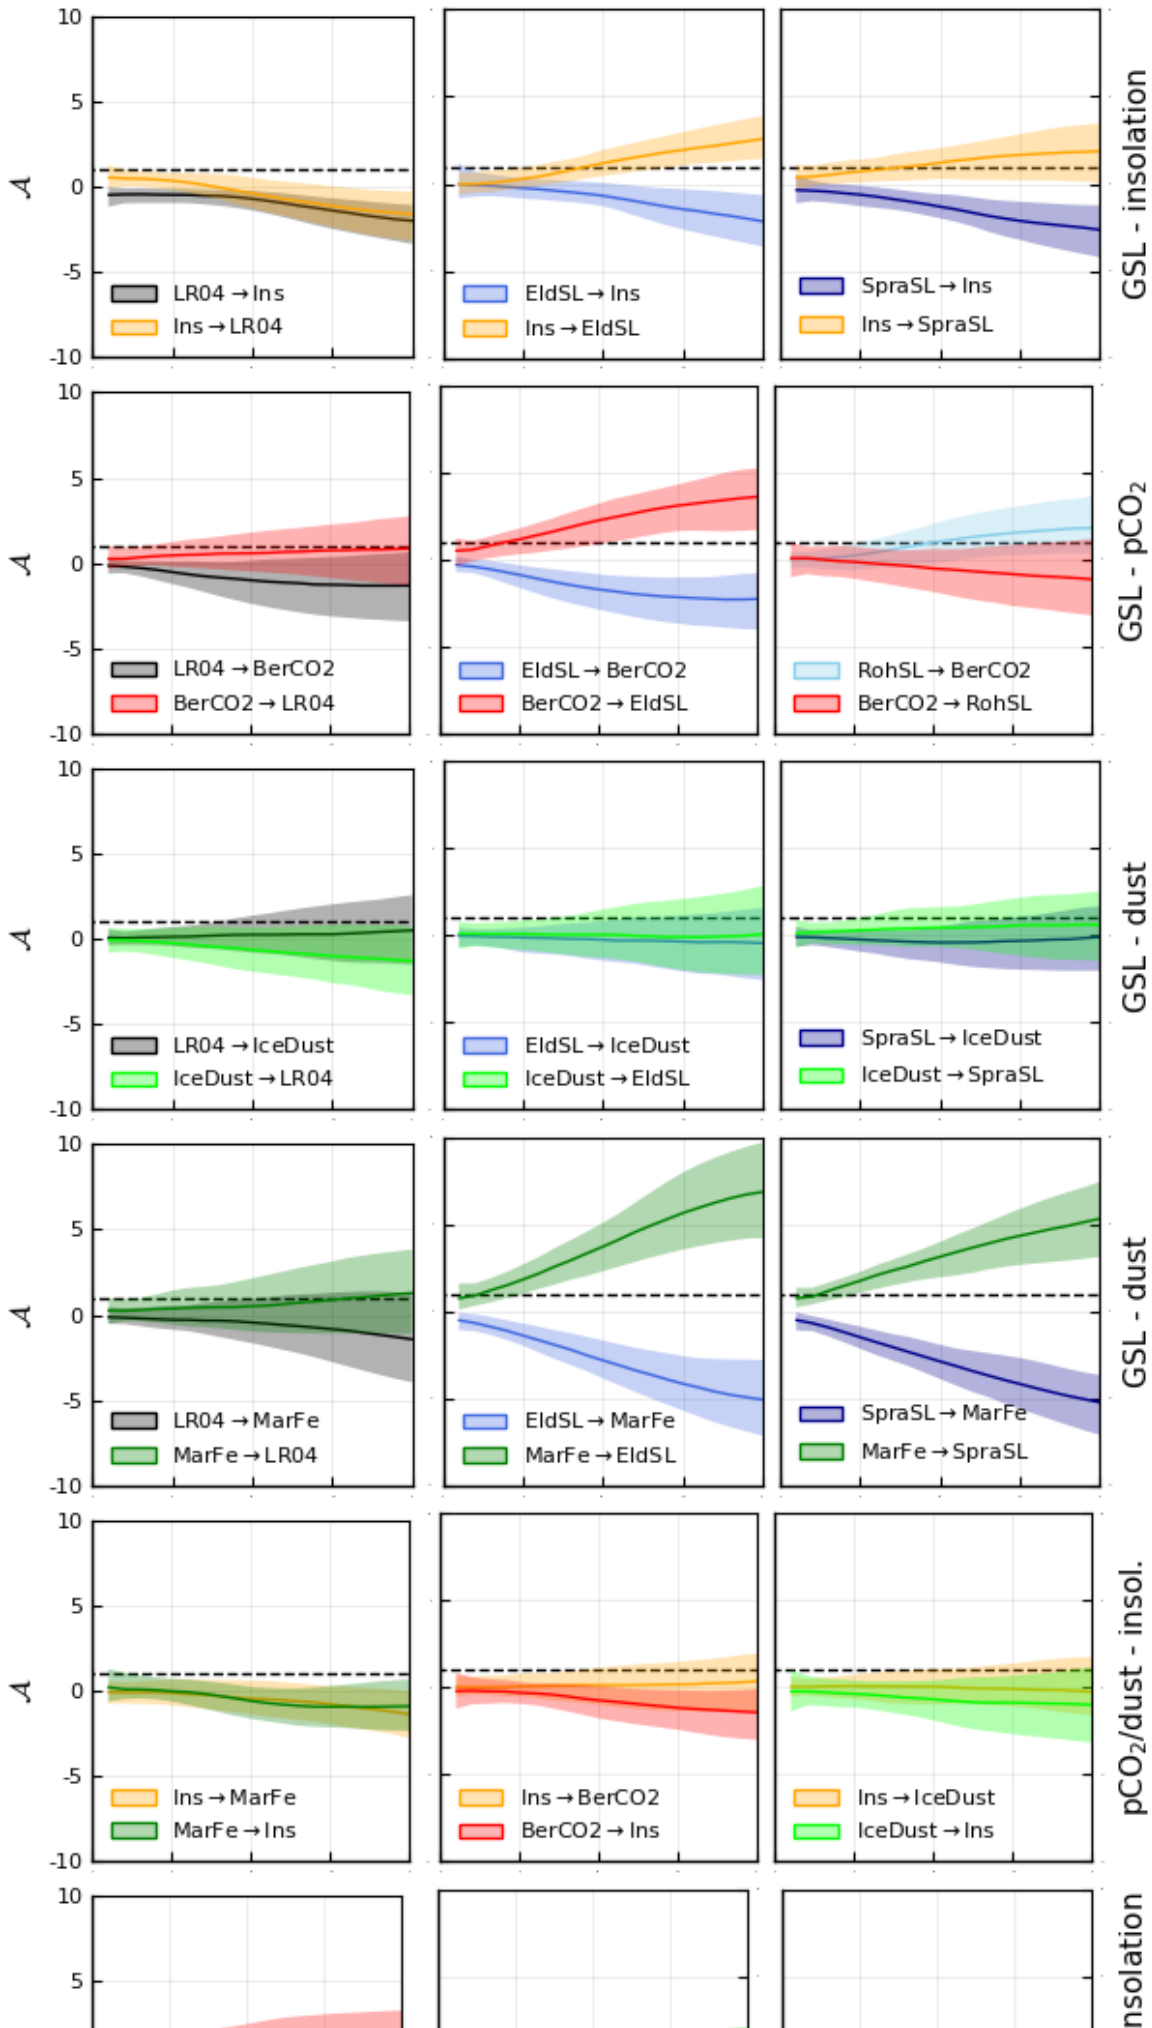 10
5
0
-5
-10
𝒜
LR04→Ins
Ins→LR04
EldSL→Ins
Ins→EldSL
SpraSL→Ins
Ins→SpraSL
GSL - insolation
10
5
0
-5
-10
𝒜
LR04→BerCO2
BerCO2→LR04
EldSL→BerCO2
BerCO2→EldSL
RohSL→BerCO2
BerCO2→RohSL
GSL - pCO₂
10
5
0
-5
-10
𝒜
LR04→IceDust
IceDust→LR04
EldSL→IceDust
IceDust→EldSL
SpraSL→IceDust
IceDust→SpraSL
GSL - dust
10
5
0
-5
-10
𝒜
LR04→MarFe
MarFe→LR04
EldSL→MarFe
MarFe→EldSL
SpraSL→MarFe
MarFe→SpraSL
GSL - dust
10
5
0
-5
-10
𝒜
Ins→MarFe
MarFe→Ins
Ins→BerCO2
BerCO2→Ins
Ins→IceDust
IceDust→Ins
pCO₂/dust - insol.
10
5
nsolation